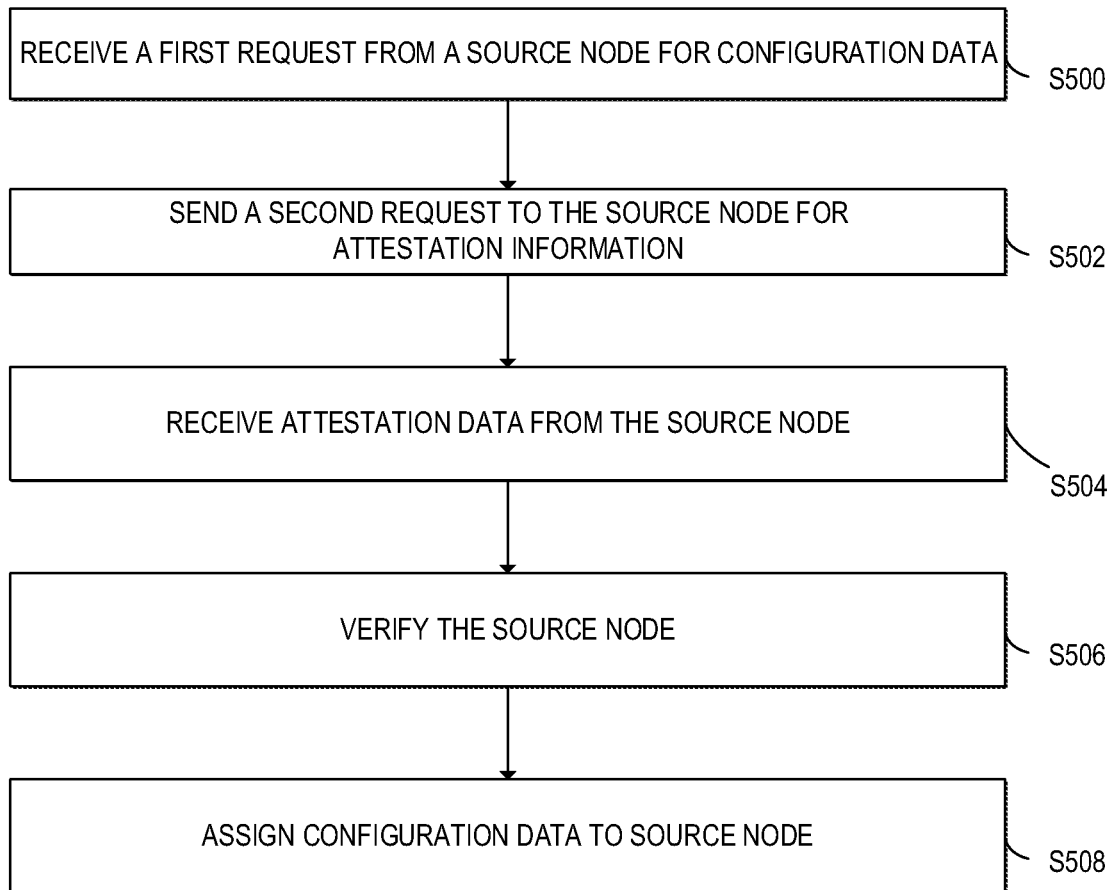 RECEIVE A FIRST REQUEST FROM A SOURCE NODE FOR CONFIGURATION DATA
S500
SEND A SECOND REQUEST TO THE SOURCE NODE FOR
ATTESTATION INFORMATION
S502
RECEIVE ATTESTATION DATA FROM THE SOURCE NODE
S504
VERIFY THE SOURCE NODE
S506
ASSIGN CONFIGURATION DATA TO SOURCE NODE
S508